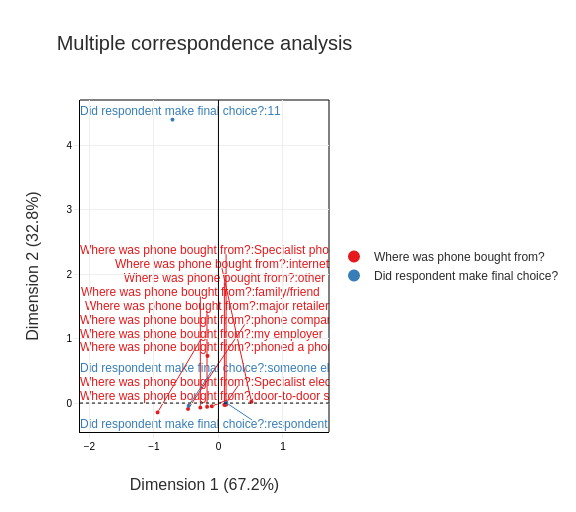 Multiple correspondence analysis
Did respondent make final choice?:11
4
3
Where was phone bought from?:Specialist pho
Where was phone bought from?:internet
2
Where was phone bought from?:other
Where was phone bought from?:family/friend
Where was phone bought from?:major retailer
Where was phone bought from?:phone compar
Where was phone bought from?:my employer
1
Where was phone bought from?:phoned a pho
Did respondent make final choice?:someone el
Where was phone bought from?:Specialist elec
Where was phone bought from?:door-to-door s
0
Did respondent make final choice?:respondent
−2
−1
0
1
Dimension 1 (67.2%)
Dimension 2 (32.8%)
Where was phone bought from?
Did respondent make final choice?